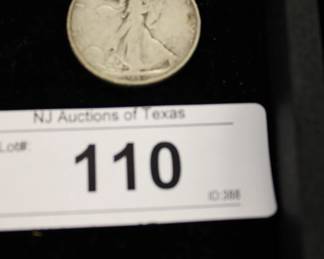 NJ Auctions of Texas
Lot#:
110
ID:388